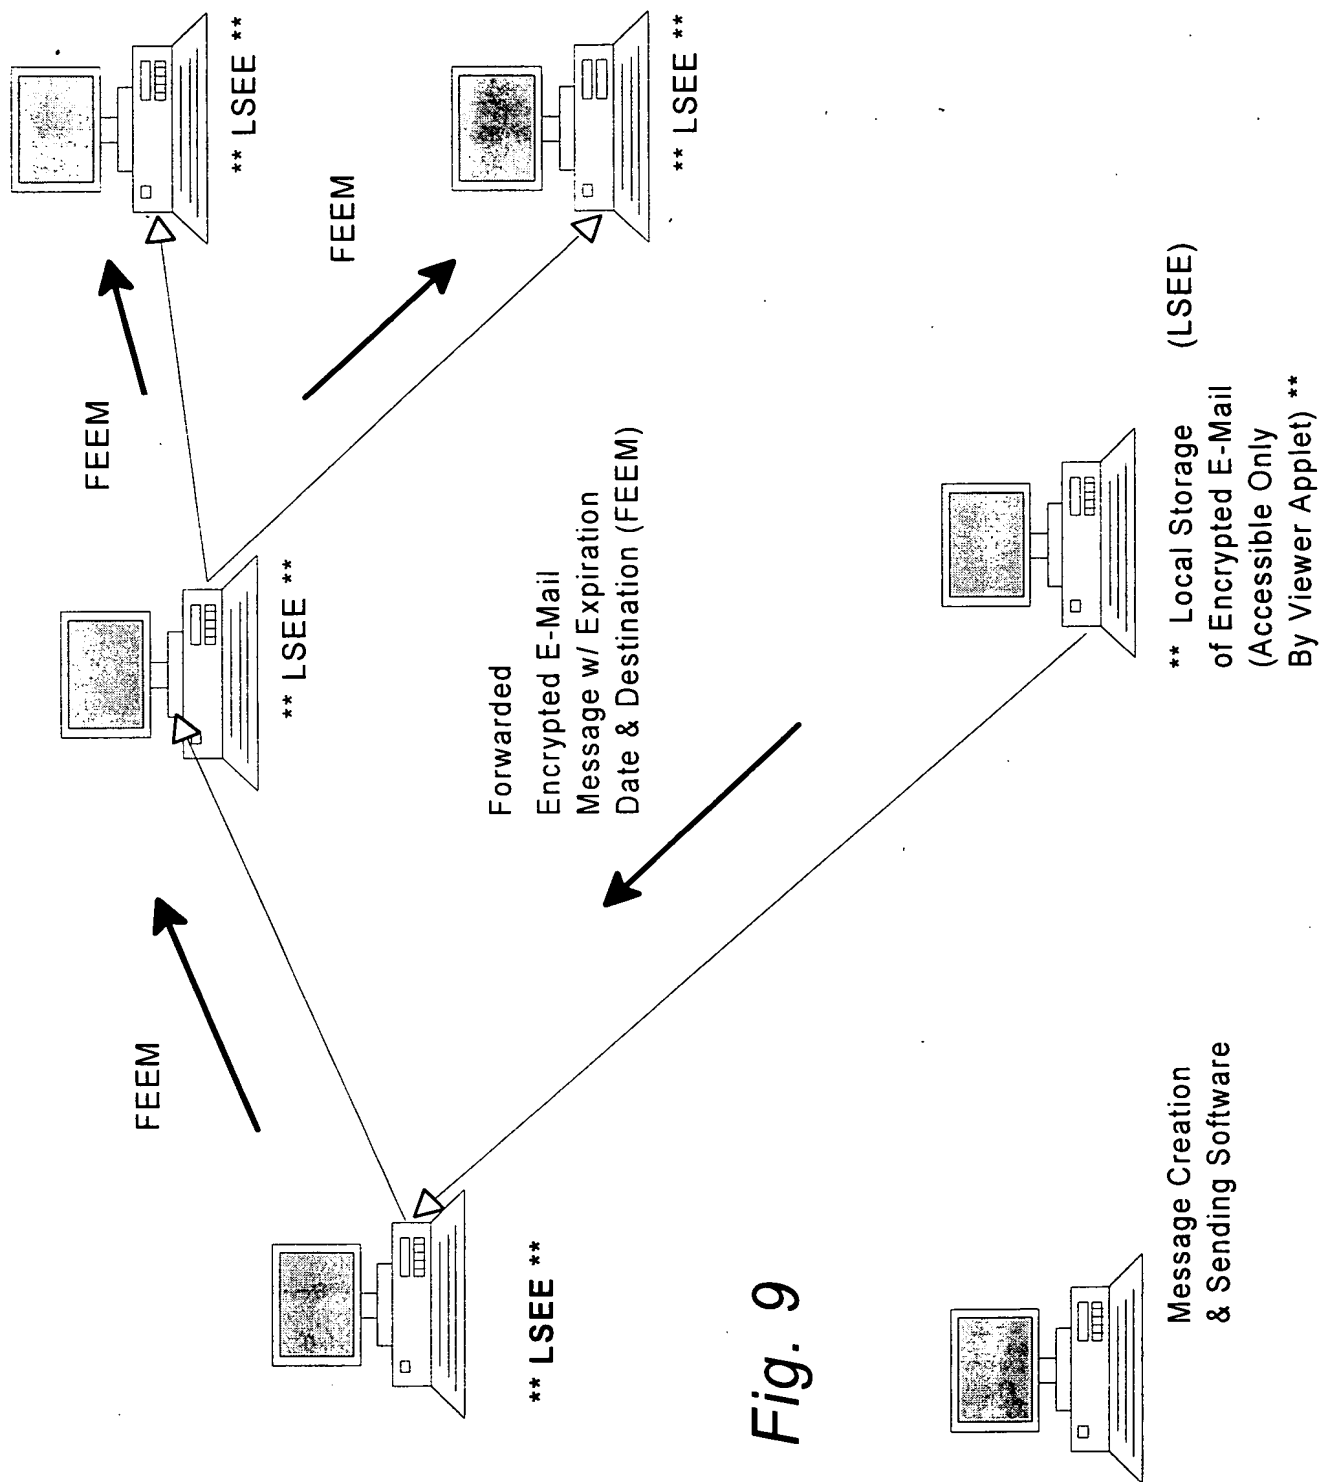 ** LSEE **
FEEM
** LSEE **
FEEM
** LSEE **
FEEM
** LSEE **
Forwarded
Encrypted E-Mail
Message w/ Expiration
Date & Destination (FEEM)
** Local Storage (LSEE)
of Encrypted E-Mail
(Accessible Only
By Viewer Applet) **
Message Creation
& Sending Software
Fig. 9